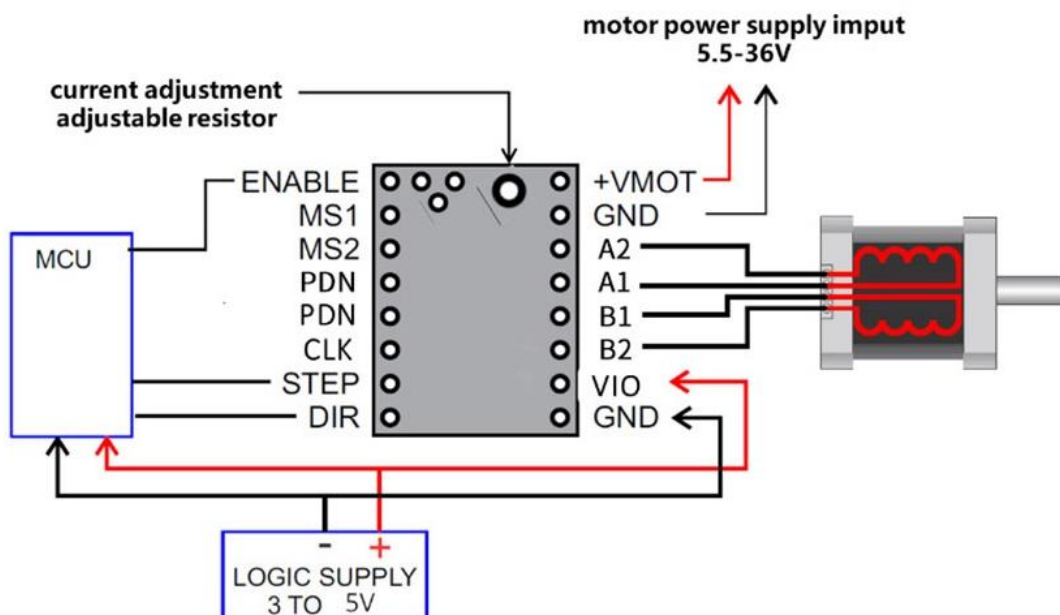 motor power supply imput
5.5-36V
current adjustment
adjustable resistor
ENABLE
MS1
MS2
PDN
PDN
CLK
STEP
DIR
+VMOT
GND
A2
A1
B1
B2
VIO
GND
MCU
- +
LOGIC SUPPLY
3 TO 5V